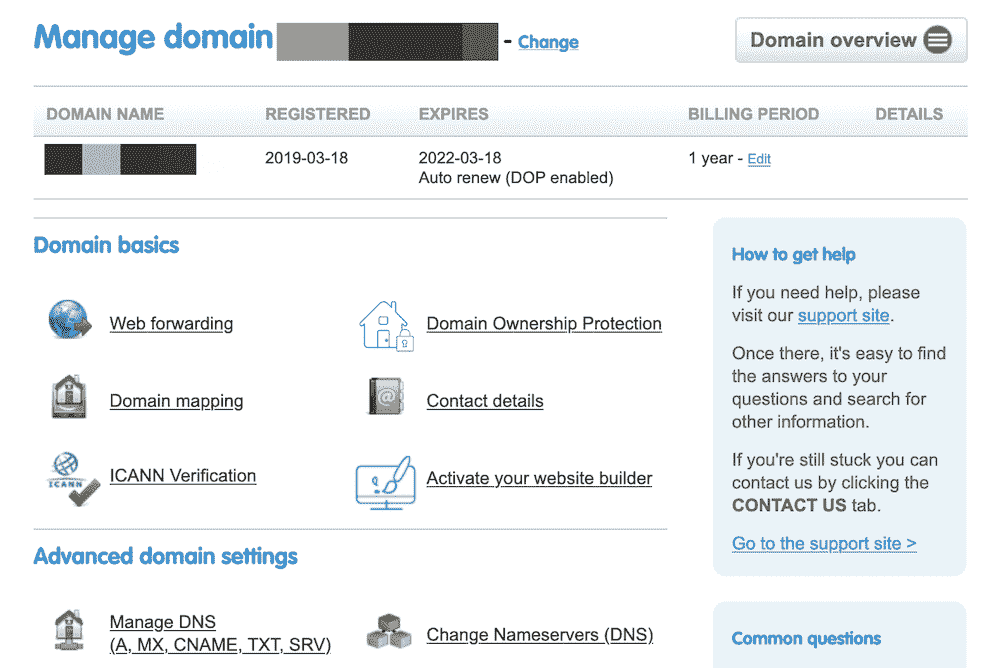 Manage domain - Change
Domain overview
DOMAIN NAME REGISTERED EXPIRES BILLING PERIOD DETAILS
2019-03-18 2022-03-18 1 year - Edit
Auto renew (DOP enabled)
Domain basics
Web forwarding Domain Ownership Protection
Domain mapping Contact details
ICANN
ICANN Verification Activate your website builder
Advanced domain settings
Manage DNS
(A, MX, CNAME, TXT, SRV)
Change Nameservers (DNS)
How to get help
If you need help, please
visit our support site.
Once there, it's easy to find
the answers to your
questions and search for
other information.
If you're still stuck you can
contact us by clicking the
CONTACT US tab.
Go to the support site >
Common questions